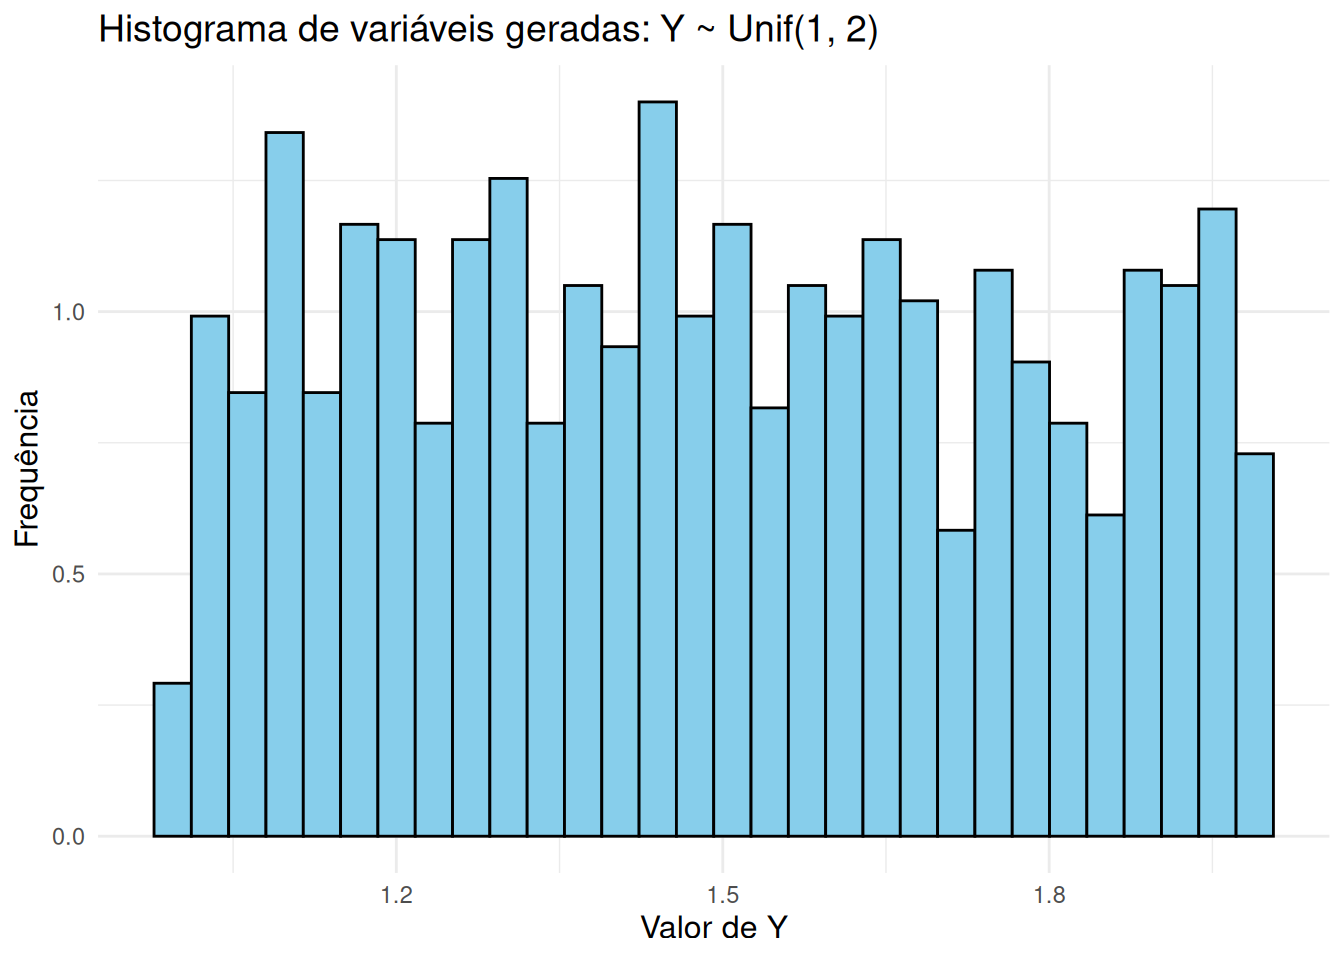 Histograma de variáveis geradas: Y ~ Unif(1, 2)
Frequência
1.0
0.5
0.0
1.2
1.5
1.8
Valor de Y